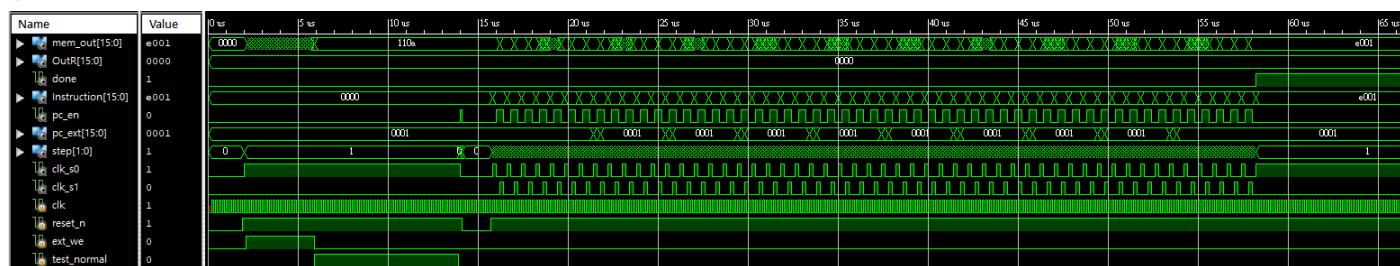 Name Value 0 us 5 us 10 us 15 us 20 us 25 us 30 us 35 us 40 us 45 us 50 us 55 us 60 us 65 us
mem_out[15:0] e001 0000 110a e001
OutR[15:0] 0000 0000
done 1
Instruction[15:0] e001 0000 e001
pc_en 0
pc_ext[15:0] 0001 0001 0001 0001 0001 0001 0001 0001 0001 0001 0001
step[1:0] 1 0 1 0 1
clk_s0 1
clk_s1 0
clk 1
reset_n 1
ext_we 0
test_normal 0